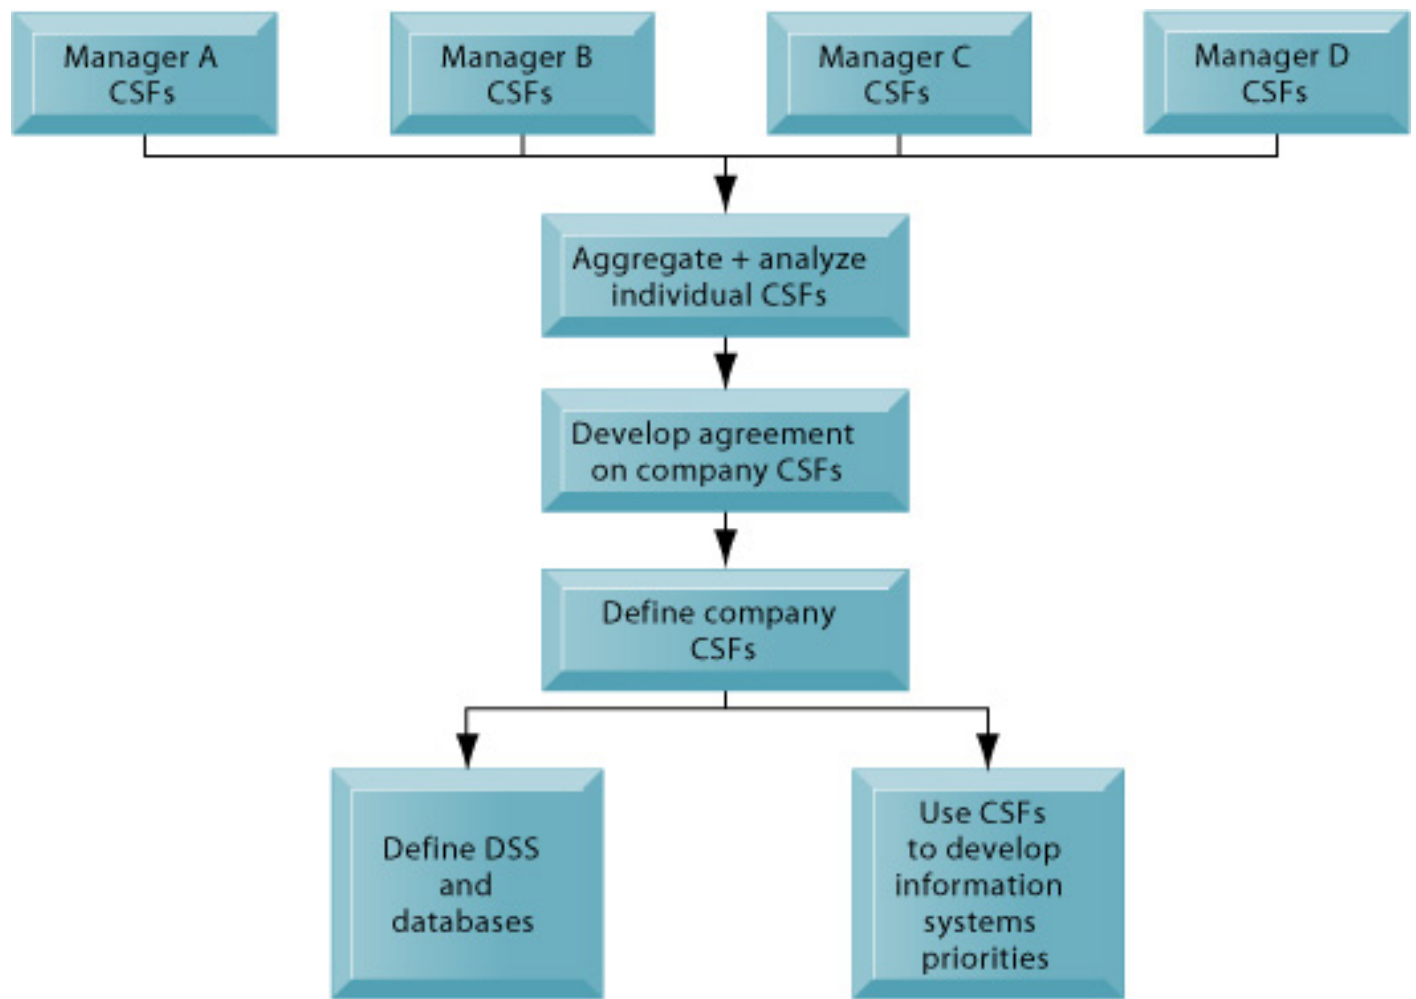 Manager A
CSFs
Manager B
CSFs
Manager C
CSFs
Manager D
CSFs
Aggregate + analyze
individual CSFs
Develop agreement
on company CSFs
Define company
CSFs
Define DSS
and
databases
Use CSFs
to develop
information
systems
priorities